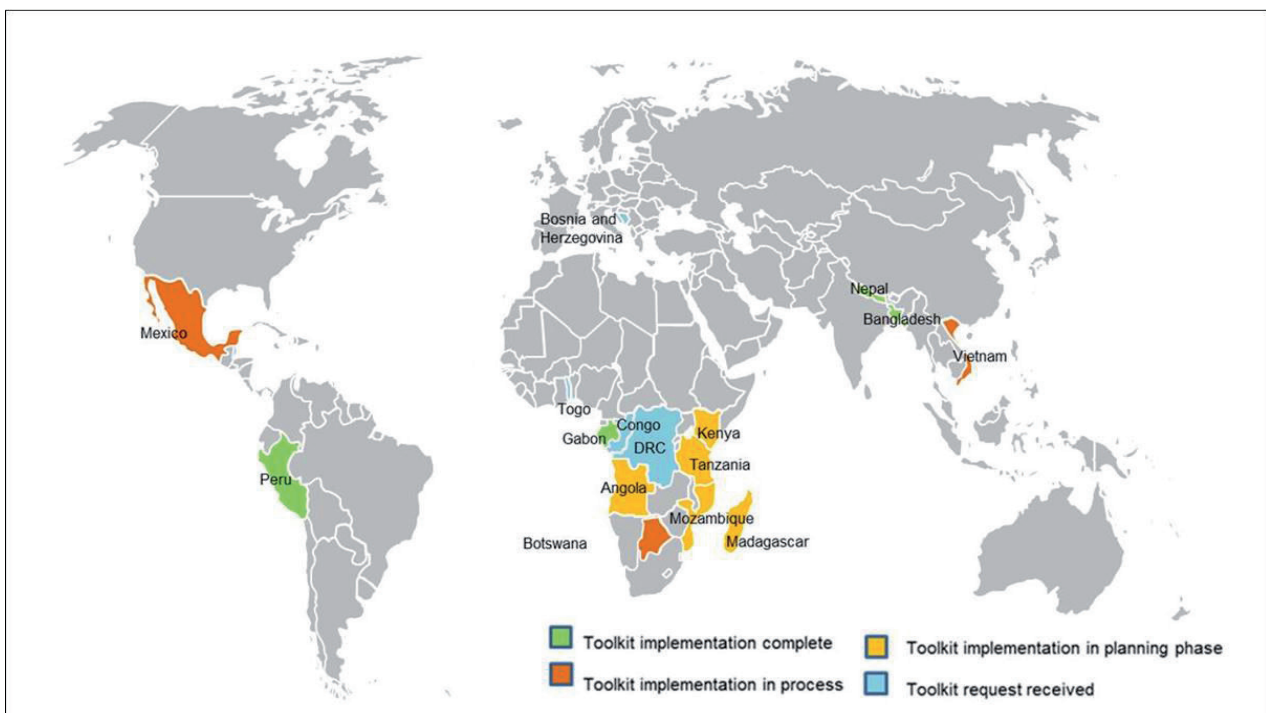 Bosnia and
Herzegovina
Nepal
Bangladesh
Mexico
Vietnam
Togo
Congo
Gabon
Kenya
DRC
Tanzania
Peru
Angola
Mozambique
Botswana
Madagascar
Toolkit implementation complete
Toolkit implementation in planning phase
Toolkit implementation in process
Toolkit request received